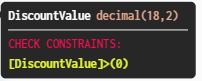 DiscountValue decimal(18,2)
CHECK CONSTRAINTS:
([DiscountValue]>(0)